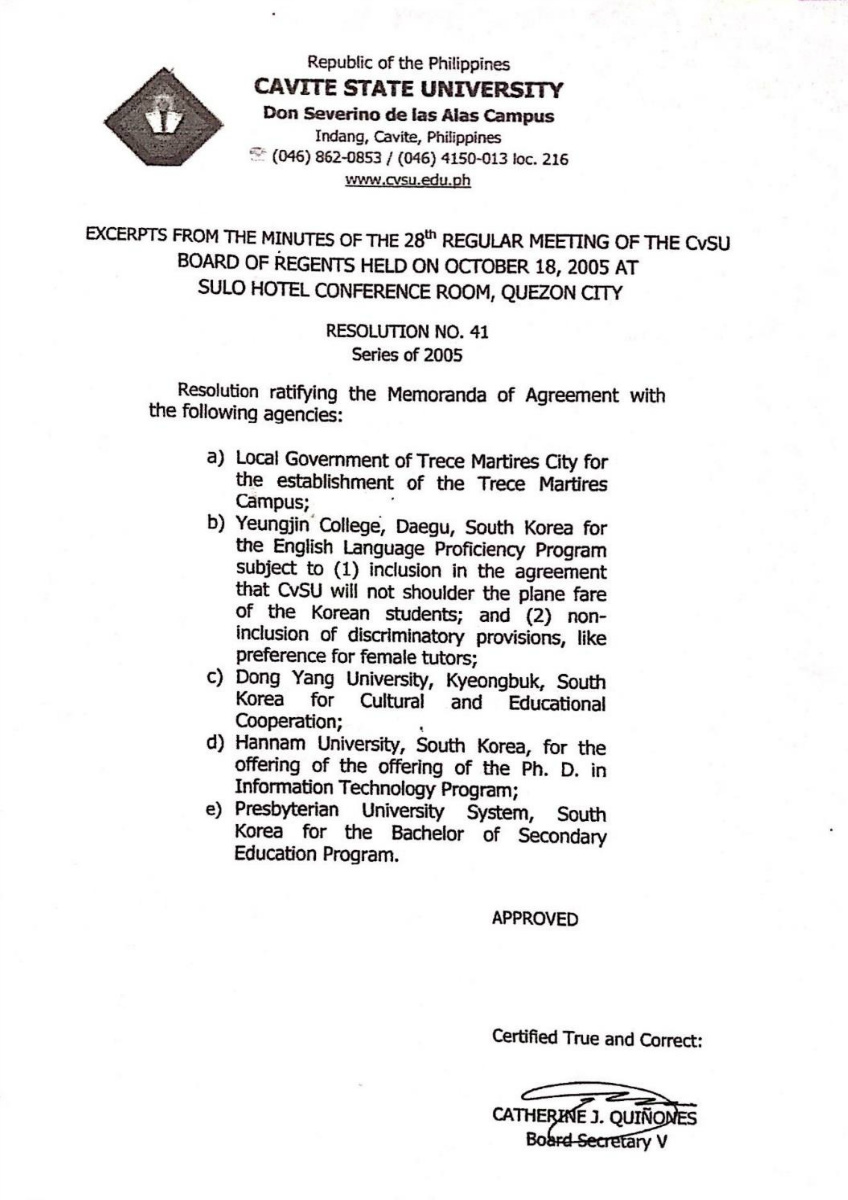 Republic of the Philippines
CAVITE STATE UNIVERSITY
Don Severino de las Alas Campus
Indang, Cavite, Philippines
☏ (046) 862-0853 / (046) 4150-013 loc. 216
www.cvsu.edu.ph
EXCERPTS FROM THE MINUTES OF THE 28th REGULAR MEETING OF THE CvSU
BOARD OF REGENTS HELD ON OCTOBER 18, 2005 AT
SULO HOTEL CONFERENCE ROOM, QUEZON CITY
RESOLUTION NO. 41
Series of 2005
Resolution ratifying the Memoranda of Agreement with
the following agencies:
a) Local Government of Trece Martires City for
the establishment of the Trece Martires
Campus;
b) Yeungjin College, Daegu, South Korea for
the English Language Proficiency Program
subject to (1) inclusion in the agreement
that CvSU will not shoulder the plane fare
of the Korean students; and (2) non-
inclusion of discriminatory provisions, like
preference for female tutors;
c) Dong Yang University, Kyeongbuk, South
Korea for Cultural and Educational
Cooperation;
d) Hannam University, South Korea, for the
offering of the offering of the Ph. D. in
Information Technology Program;
e) Presbyterian University System, South
Korea for the Bachelor of Secondary
Education Program.
APPROVED
Certified True and Correct:
CATHERINE J. QUIÑONES
Board Secretary V